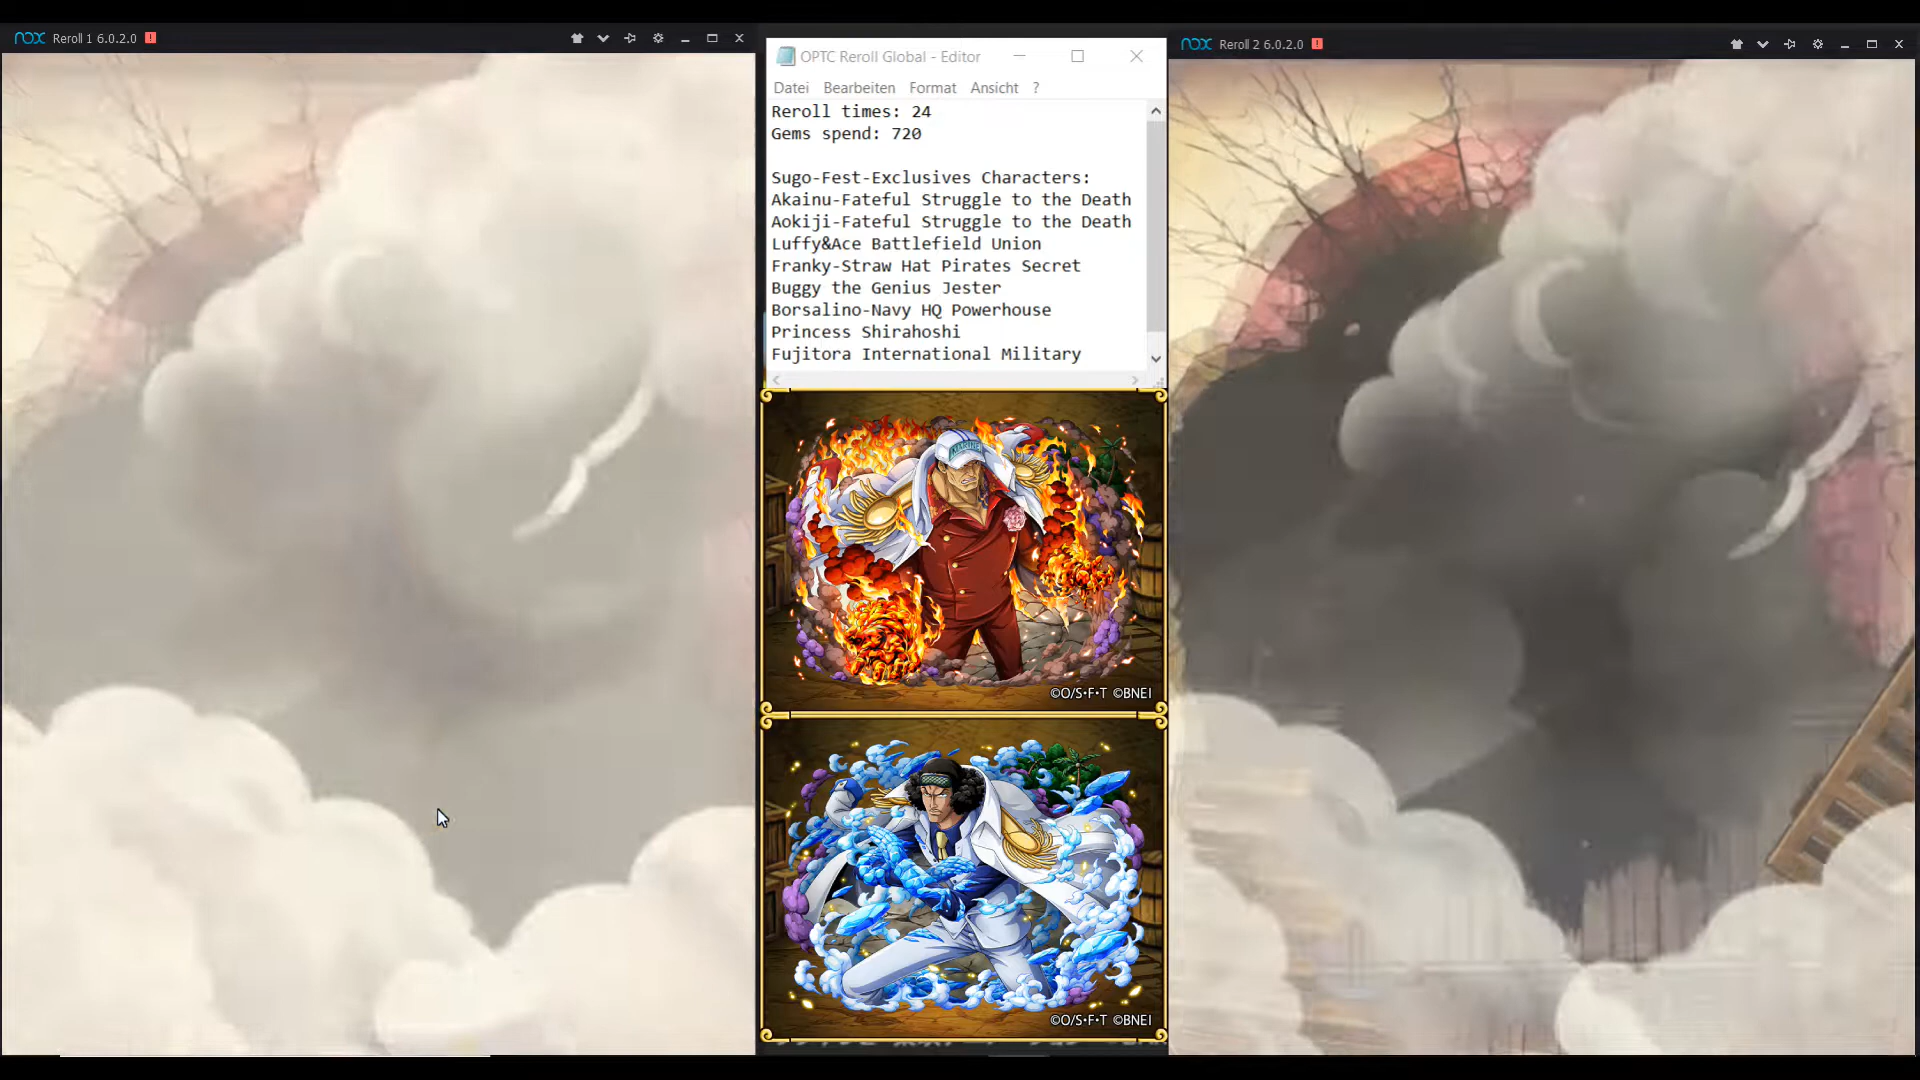 nox Reroll 1 6.0.2.0
OPTC Reroll Global - Editor
Datei Bearbeiten Format Ansicht ?
Reroll times: 24
Gems spend: 720
Sugo-Fest-Exclusives Characters:
Akainu-Fateful Struggle to the Death
Aokiji-Fateful Struggle to the Death
Luffy&Ace Battlefield Union
Franky-Straw Hat Pirates Secret
Buggy the Genius Jester
Borsalino-Navy HQ Powerhouse
Princess Shirahoshi
Fujitora International Military
MARINE
©O/S·F·T ©BNEI
©O/S·F·T ©BNEI
nox Reroll 2 6.0.2.0